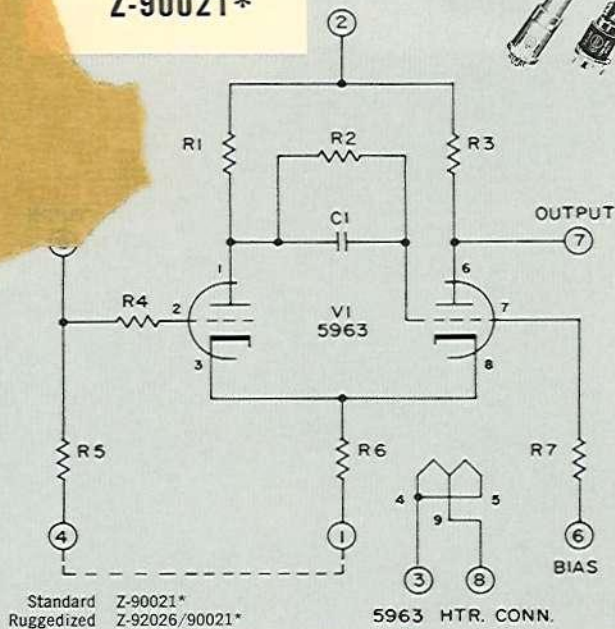 Z-90021*
2
R1
R2
R3
C1
OUTPUT
7
1
6
R4
2
V1
5963
7
3
8
R5
R6
R7
4
5
9
4
1
3
8
6
BIAS
Standard Z-90021*
Ruggedized Z-92026/90021*
5963 HTR. CONN.